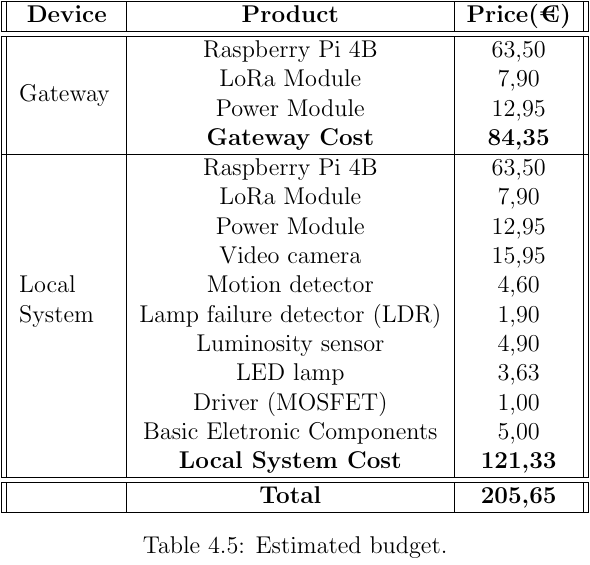 Device Product Price(€)
Gateway
Raspberry Pi 4B 63,50
LoRa Module 7,90
Power Module 12,95
Gateway Cost 84,35
Local
System
Raspberry Pi 4B 63,50
LoRa Module 7,90
Power Module 12,95
Video camera 15,95
Motion detector 4,60
Lamp failure detector (LDR) 1,90
Luminosity sensor 4,90
LED lamp 3,63
Driver (MOSFET) 1,00
Basic Eletronic Components 5,00
Local System Cost 121,33
Total 205,65
Table 4.5: Estimated budget.